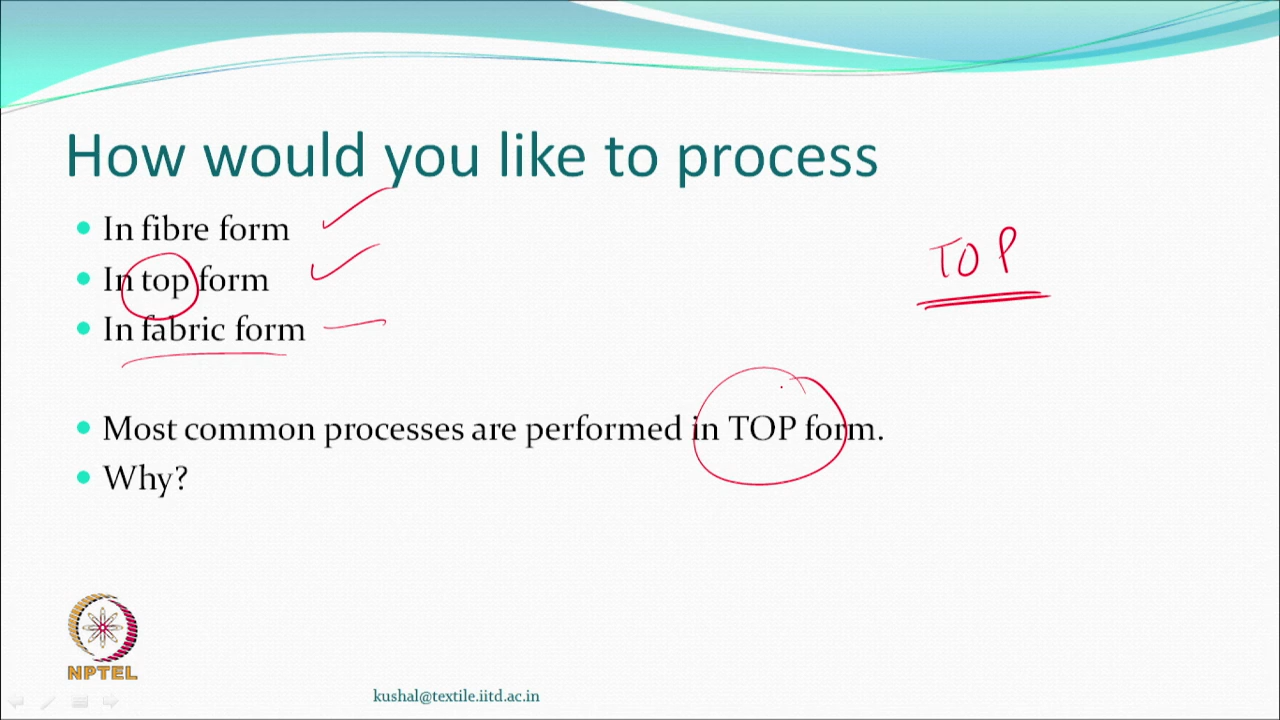 How would you like to process
In fibre form
In top form
In fabric form
TOP
Most common processes are performed in TOP form.
Why?
NPTEL
kushal@textile.iitd.ac.in